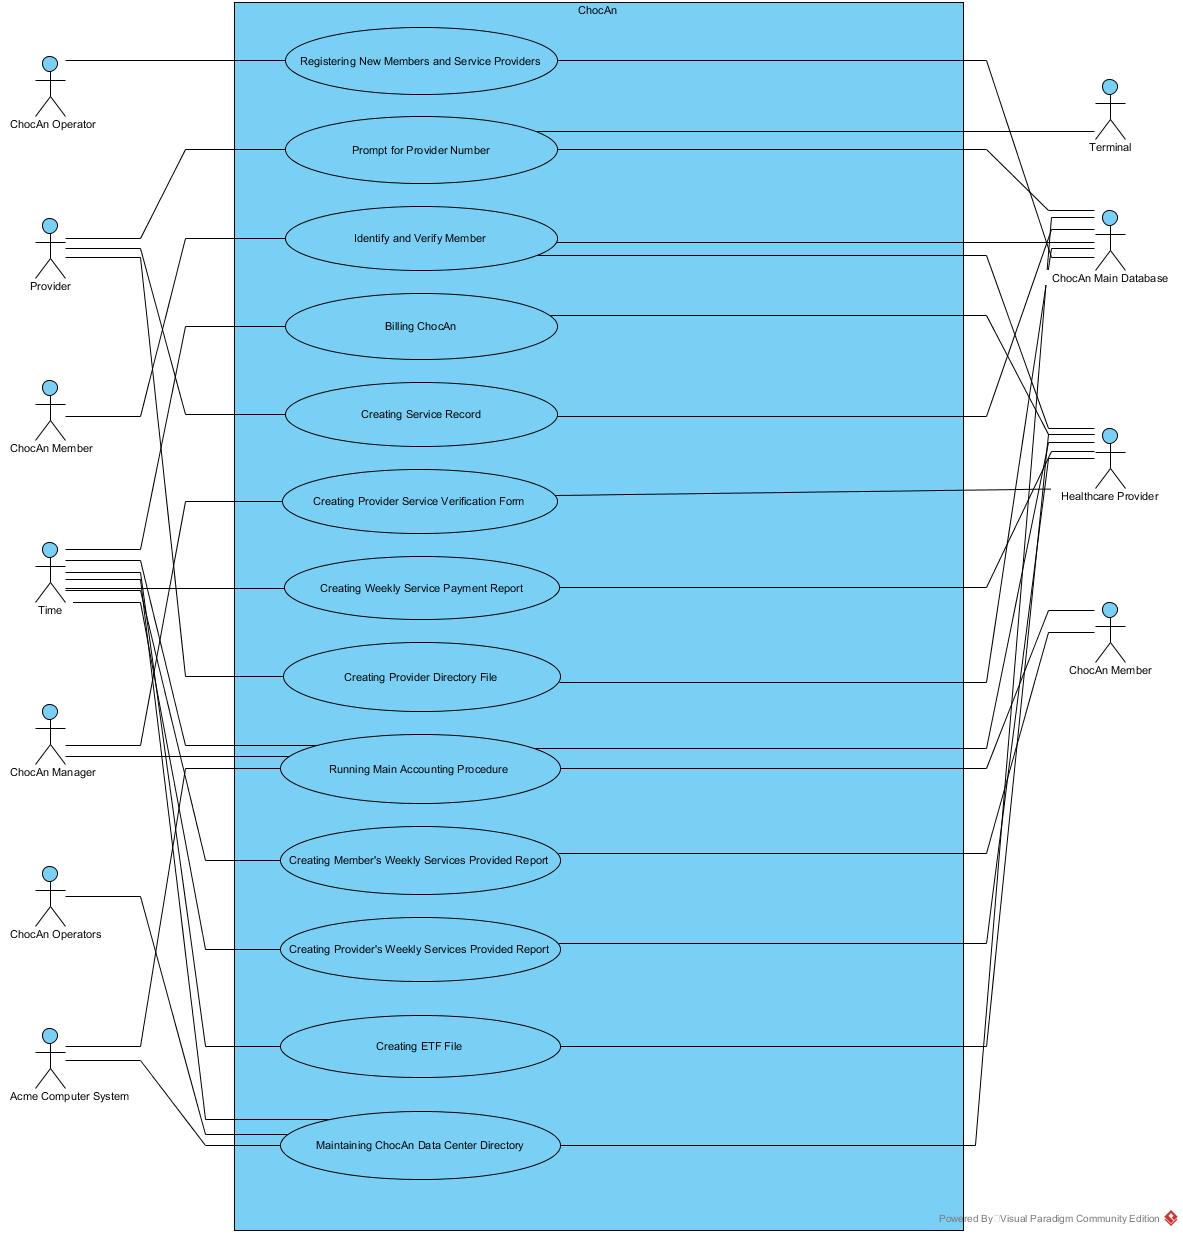 ChocAn
Registering New Members and Service Providers
ChocAn Operator
Prompt for Provider Number
Terminal
Identify and Verify Member
Provider
ChocAn Main Database
Billing ChocAn
Creating Service Record
ChocAn Member
Creating Provider Service Verification Form
Healthcare Provider
Creating Weekly Service Payment Report
Time
Creating Provider Directory File
ChocAn Member
Running Main Accounting Procedure
ChocAn Manager
Creating Member's Weekly Services Provided Report
ChocAn Operators
Creating Provider's Weekly Services Provided Report
Creating ETF File
Acme Computer System
Maintaining ChocAn Data Center Directory
Powered By Visual Paradigm Community Edition